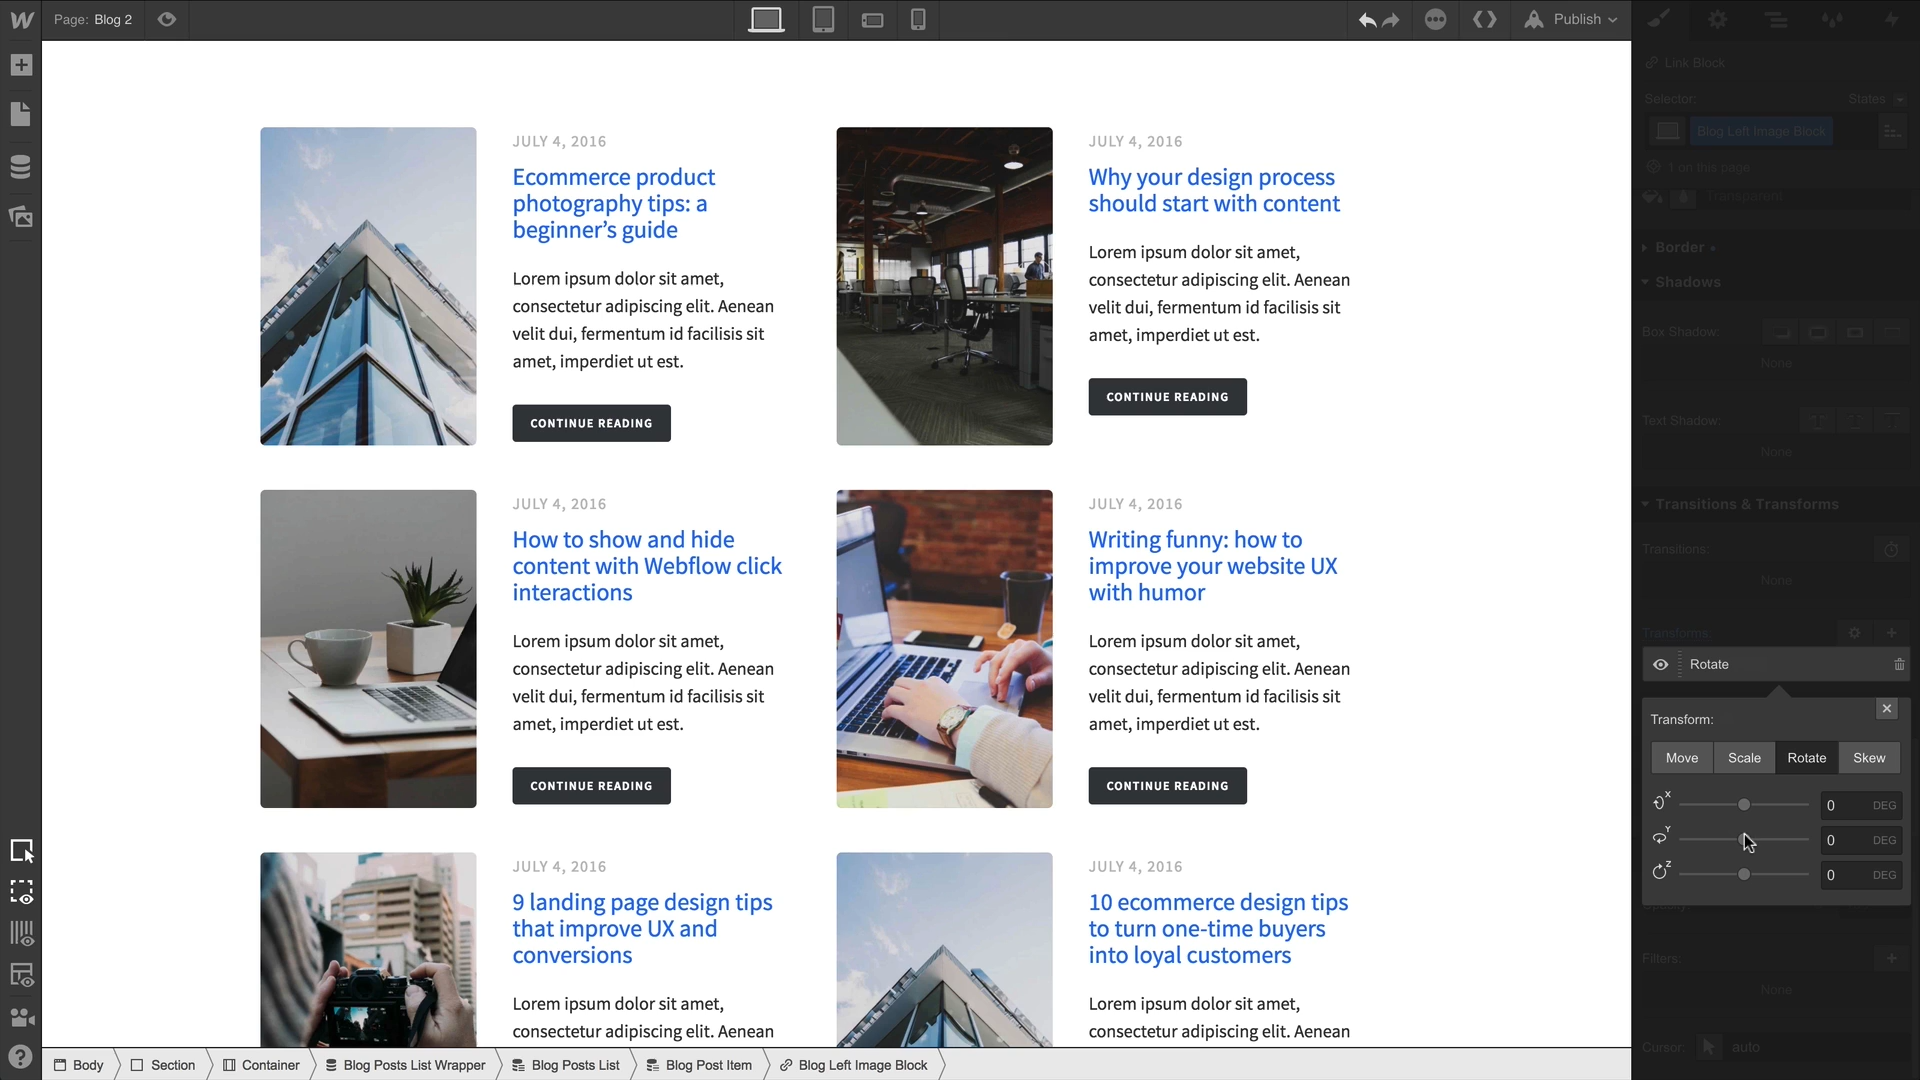 Page: Blog 2
Publish
JULY 4, 2016
Ecommerce product
photography tips: a
beginner’s guide
Lorem ipsum dolor sit amet,
consectetur adipiscing elit. Aenean
velit dui, fermentum id facilisis sit
amet, imperdiet ut est.
CONTINUE READING
JULY 4, 2016
Why your design process
should start with content
Lorem ipsum dolor sit amet,
consectetur adipiscing elit. Aenean
velit dui, fermentum id facilisis sit
amet, imperdiet ut est.
CONTINUE READING
JULY 4, 2016
How to show and hide
content with Webflow click
interactions
Lorem ipsum dolor sit amet,
consectetur adipiscing elit. Aenean
velit dui, fermentum id facilisis sit
amet, imperdiet ut est.
CONTINUE READING
JULY 4, 2016
Writing funny: how to
improve your website UX
with humor
Lorem ipsum dolor sit amet,
consectetur adipiscing elit. Aenean
velit dui, fermentum id facilisis sit
amet, imperdiet ut est.
CONTINUE READING
JULY 4, 2016
9 landing page design tips
that improve UX and
conversions
Lorem ipsum dolor sit amet,
consectetur adipiscing elit. Aenean
JULY 4, 2016
10 ecommerce design tips
to turn one-time buyers
into loyal customers
Lorem ipsum dolor sit amet,
consectetur adipiscing elit. Aenean
Body Section Container Blog Posts List Wrapper Blog Posts List Blog Post Item Blog Left Image Block
Link Block
Selector: States
Blog Left Image Block
1 on this page
Transparent
Border
Shadows
Box Shadow:
None
Text Shadow:
None
Transitions & Transforms
Transitions:
None
Transforms:
Rotate
Transform:
Move Scale Rotate Skew
X 0 DEG
Y 0 DEG
Z 0 DEG
Opacity:
Filters:
None
Cursor: auto